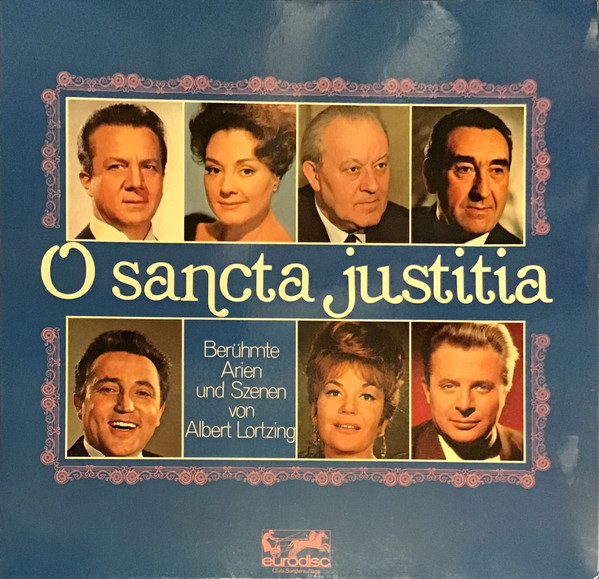 O sancta justitia
Berühmte
Arien
und Szenen
von
Albert Lortzing
eurodisc